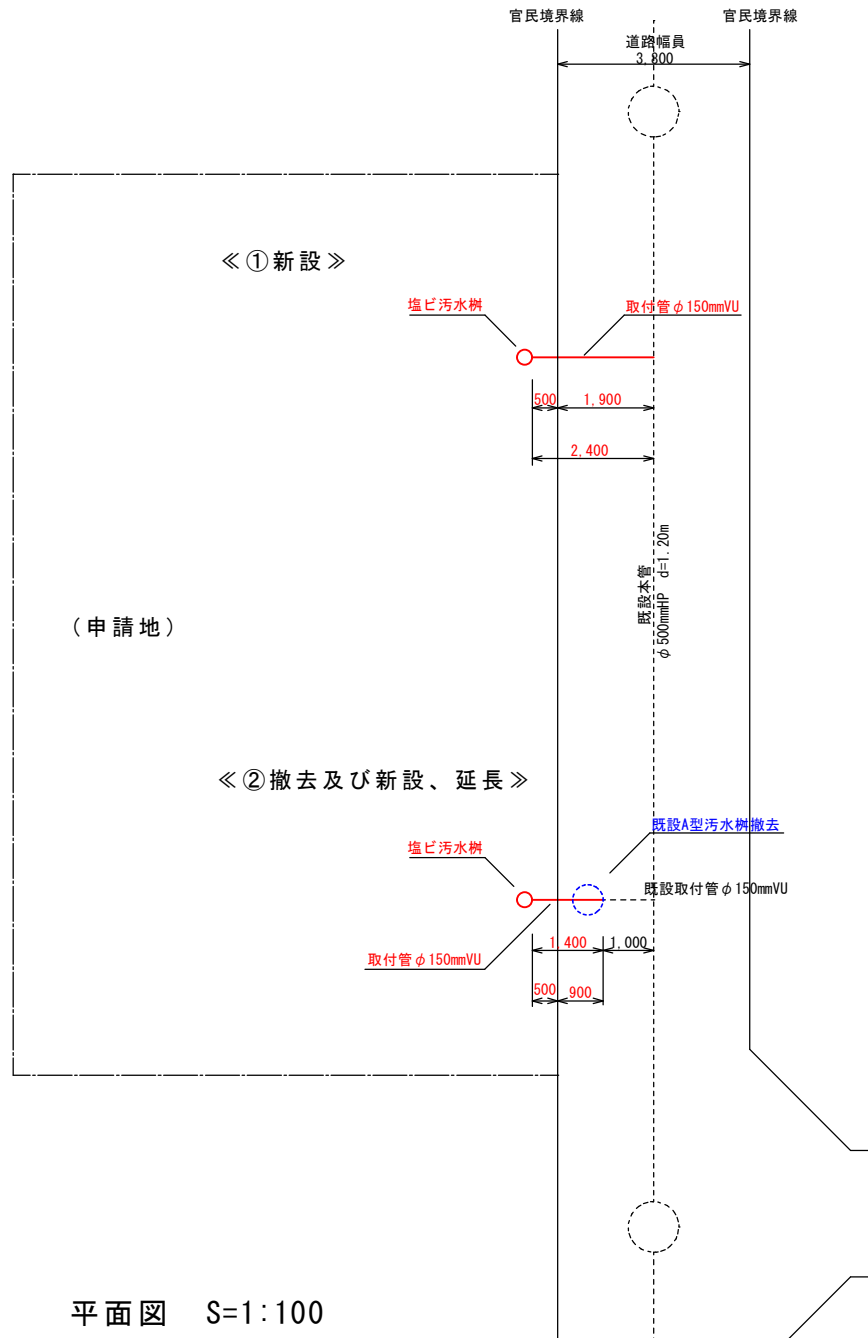 官民境界線
官民境界線
道路幅員
3,800
≪①新設≫
塩ビ汚水桝
取付管φ150mmVU
500
1,900
2,400
既設本管
φ500mmHP d=1.20m
(申請地)
≪②撤去及び新設、延長≫
既設A型汚水桝撤去
塩ビ汚水桝
既設取付管φ150mmVU
1,400
1,000
取付管φ150mmVU
500
900
平面図 S=1:100